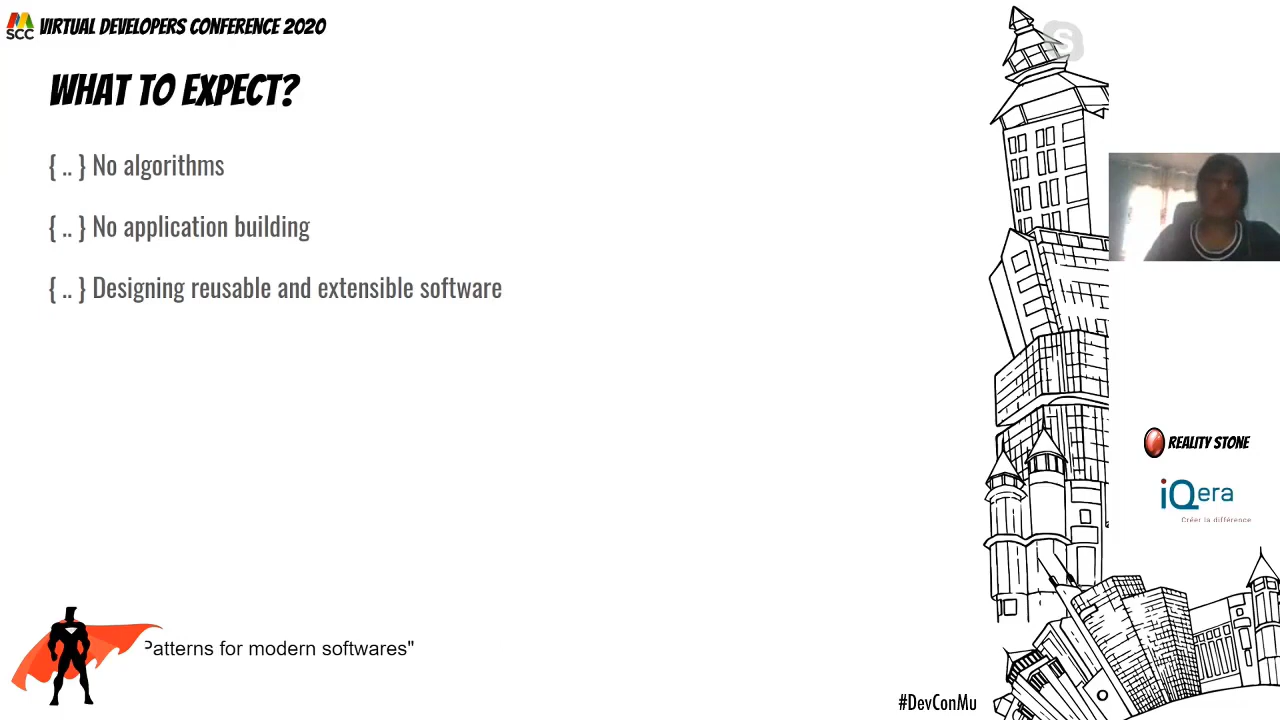 SCC VIRTUAL DEVELOPERS CONFERENCE 2020
S
WHAT TO EXPECT?
{ .. } No algorithms
{ .. } No application building
{ .. } Designing reusable and extensible software
REALITY STONE
iQera
Créer la différence
Patterns for modern softwares"
#DevConMu